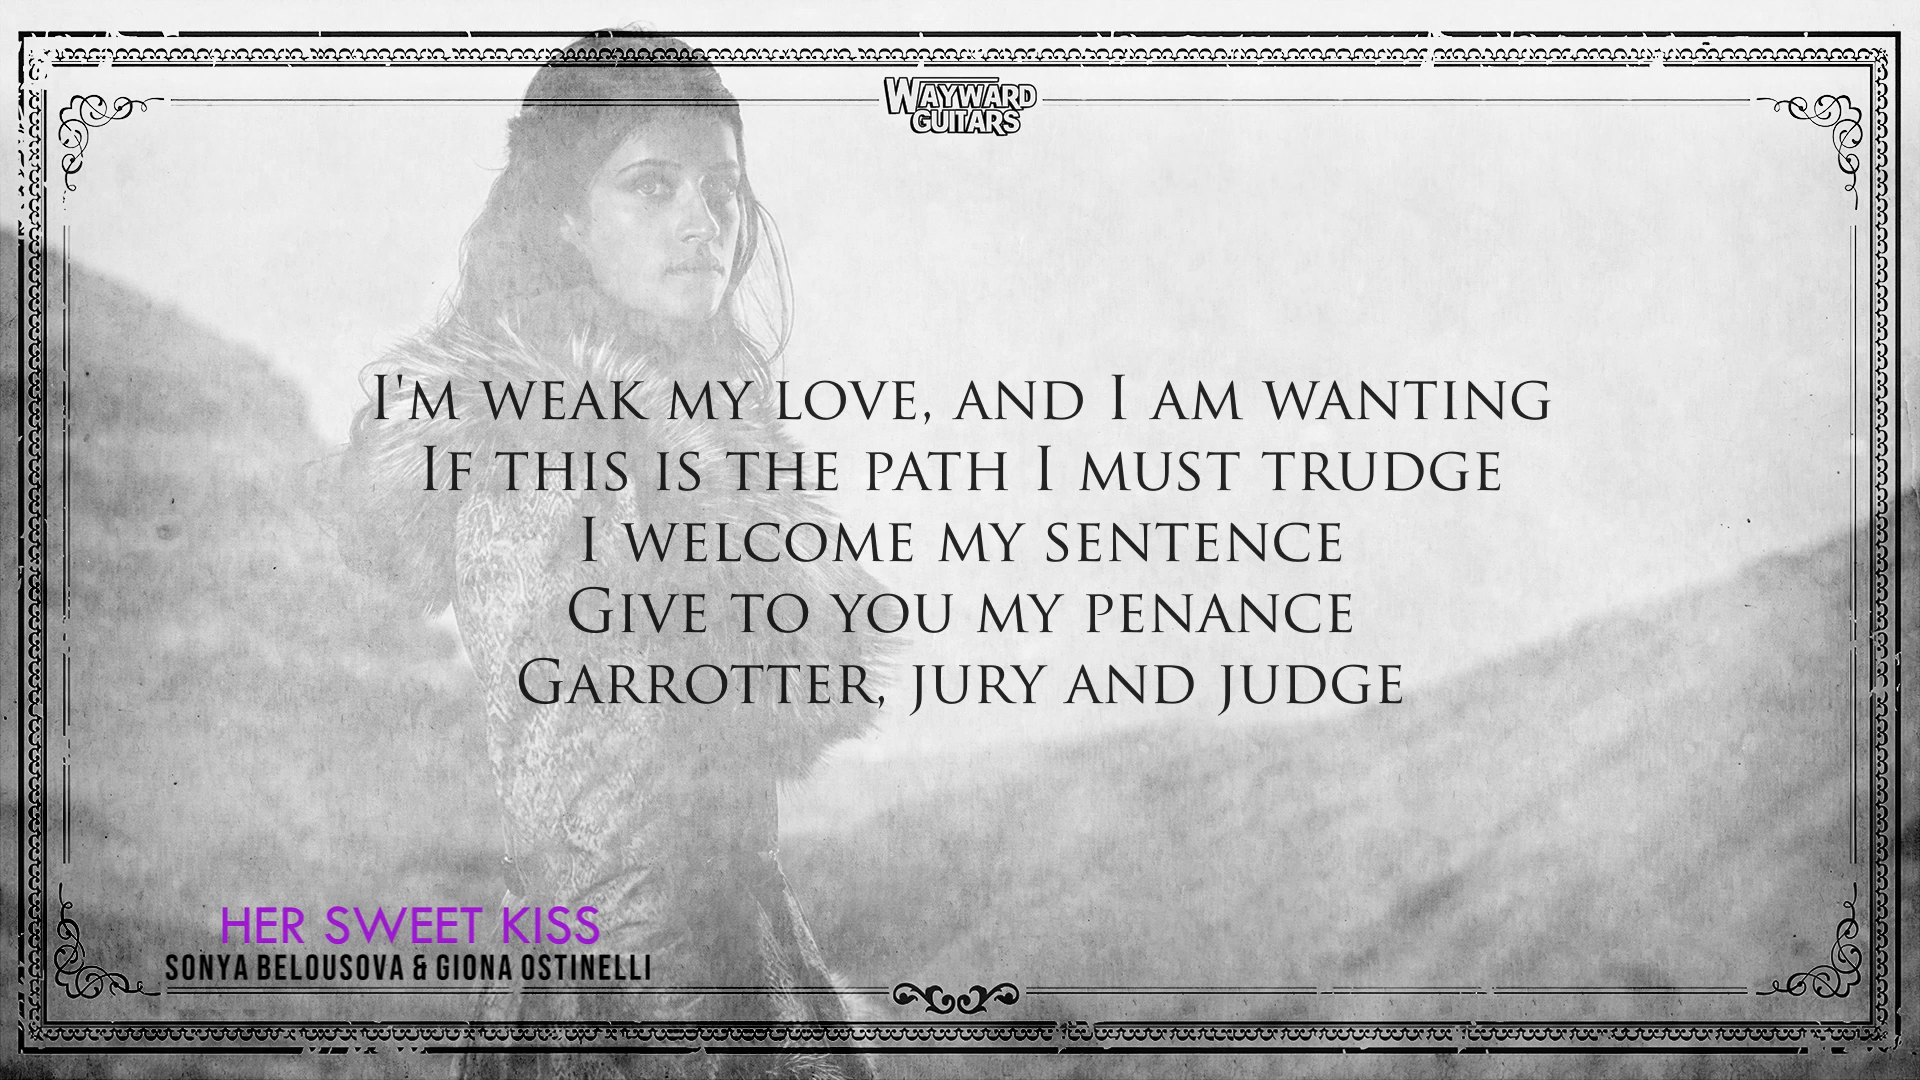 WAYWARD
GUITARS
I'M WEAK MY LOVE, AND I AM WANTING
IF THIS IS THE PATH I MUST TRUDGE
I WELCOME MY SENTENCE
GIVE TO YOU MY PENANCE
GARROTTER, JURY AND JUDGE
HER SWEET KISS
SONYA BELOUSOVA & GIONA OSTINELLI